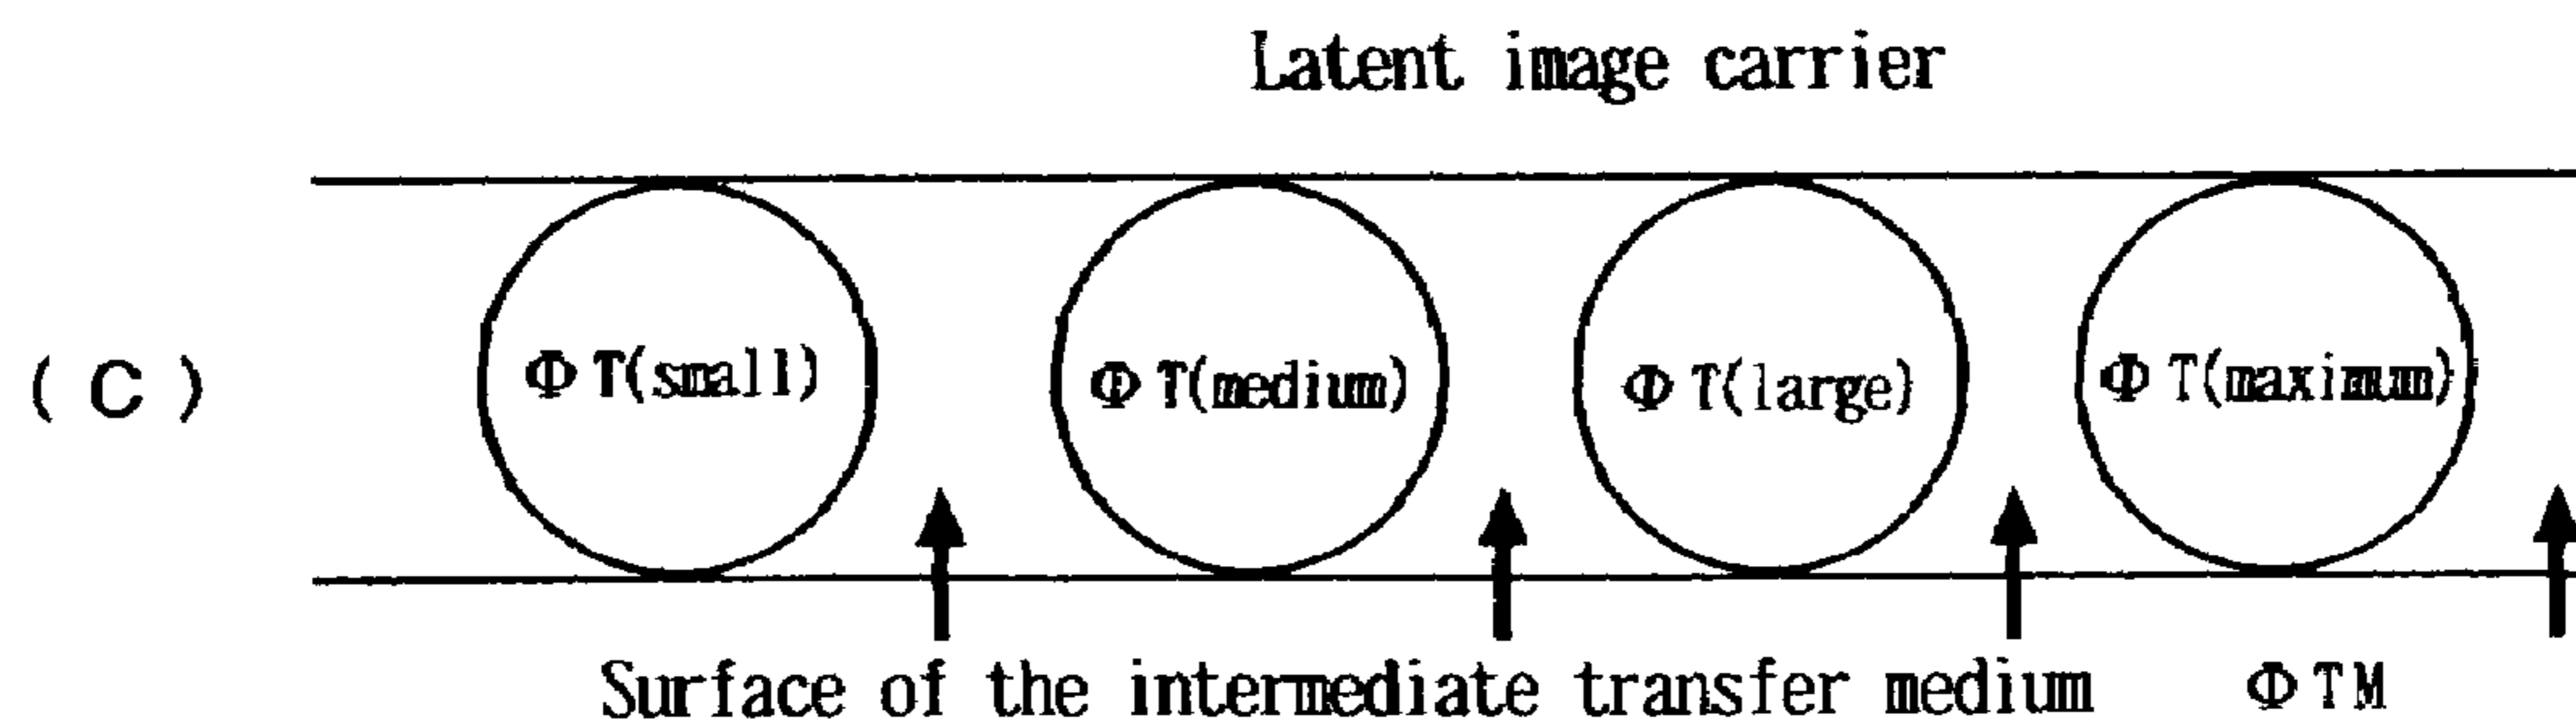 Latent image carrier
( C ) Φ T(small) Φ T(medium) Φ T(large) Φ T(maximum)
Surface of the intermediate transfer medium Φ TM